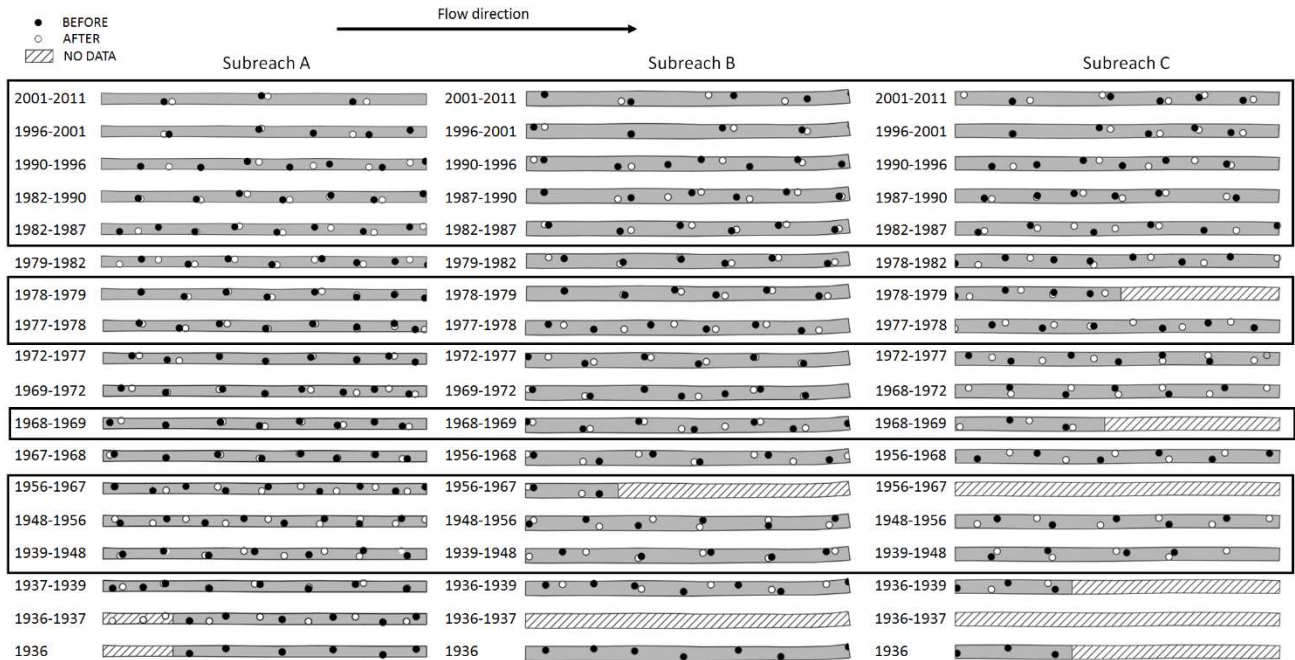 BEFORE
AFTER
NO DATA
Flow direction
Subreach A Subreach B Subreach C
2001-2011 2001-2011 2001-2011
1996-2001 1996-2001 1996-2001
1990-1996 1990-1996 1990-1996
1982-1990 1987-1990 1987-1990
1982-1987 1982-1987 1982-1987
1979-1982 1979-1982 1978-1982
1978-1979 1978-1979 1978-1979
1977-1978 1977-1978 1977-1978
1972-1977 1972-1977 1972-1977
1969-1972 1969-1972 1968-1972
1968-1969 1968-1969 1968-1969
1967-1968 1956-1968 1956-1968
1956-1967 1956-1967 1956-1967
1948-1956 1948-1956 1948-1956
1939-1948 1939-1948 1939-1948
1937-1939 1936-1939 1936-1939
1936-1937 1936-1937 1936-1937
1936 1936 1936